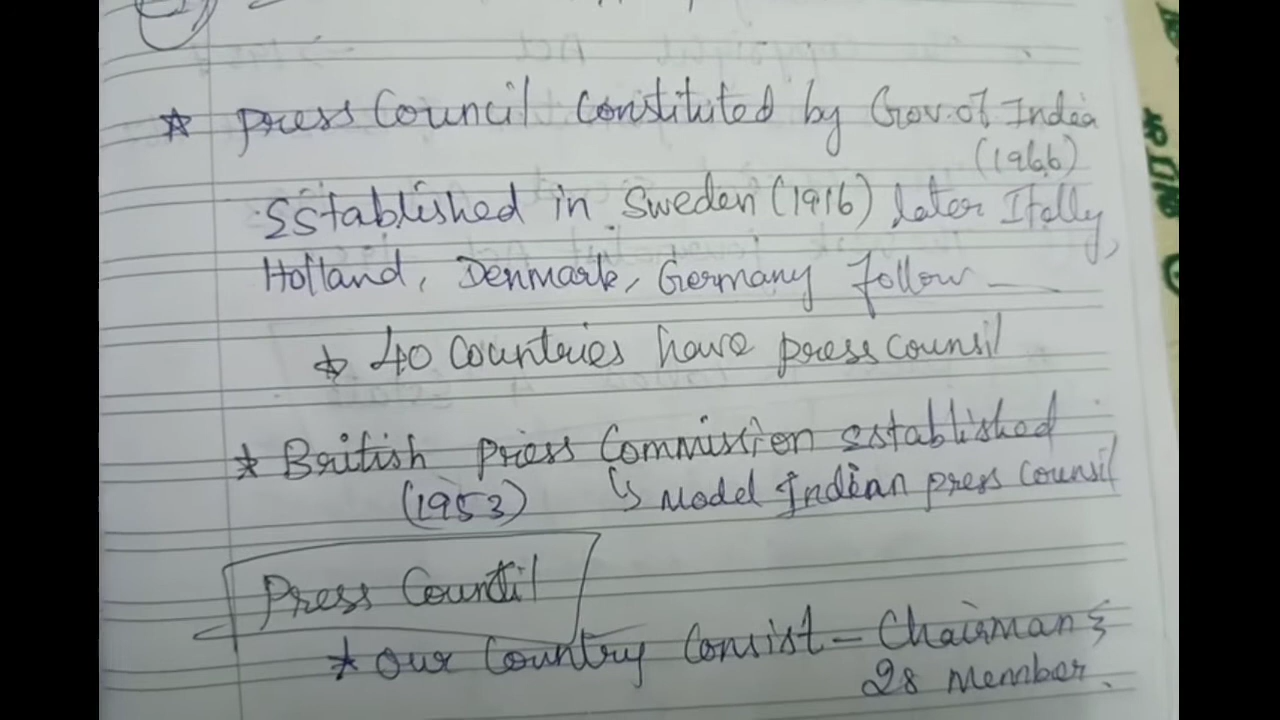 * Press Council Constituted by Gov. of India
(1966)
Established in Sweden (1916) later Itally,
Holland, Denmark, Germany follow
* 40 Countries have press counsil
* British press Commission established
(1953) ↳ Model Indian press Counsil
Press Council
* Our Country Consist - Chairman &
28 Member.